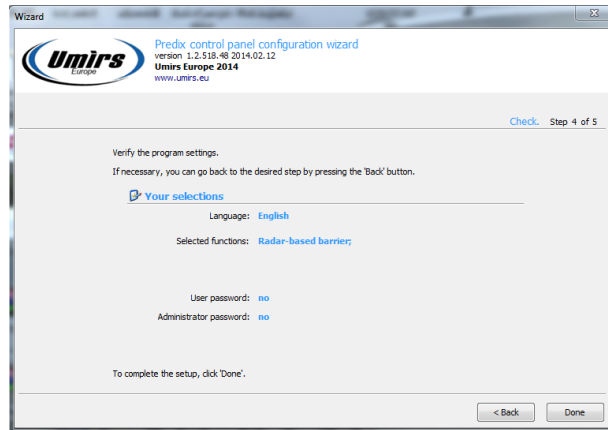 Wizard
Umirs
Europe
Predix control panel configuration wizard
version 1.2.518.48 2014.02.12
Umirs Europe 2014
www.umirs.eu
Check. Step 4 of 5
Verify the program settings.
If necessary, you can go back to the desired step by pressing the 'Back' button.
Your selections
Language: English
Selected functions: Radar-based barrier;
User password: no
Administrator password: no
To complete the setup, click 'Done'.
< Back Done